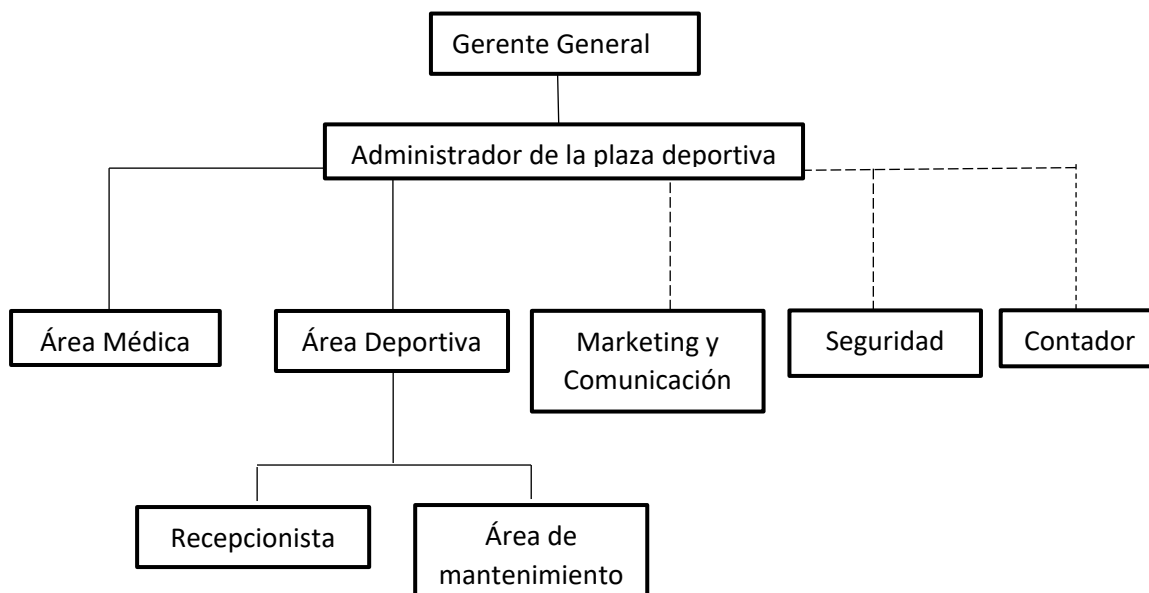 Gerente General
Administrador de la plaza deportiva
Área Médica
Área Deportiva
Marketing y
Comunicación
Seguridad
Contador
Recepcionista
Área de
mantenimiento